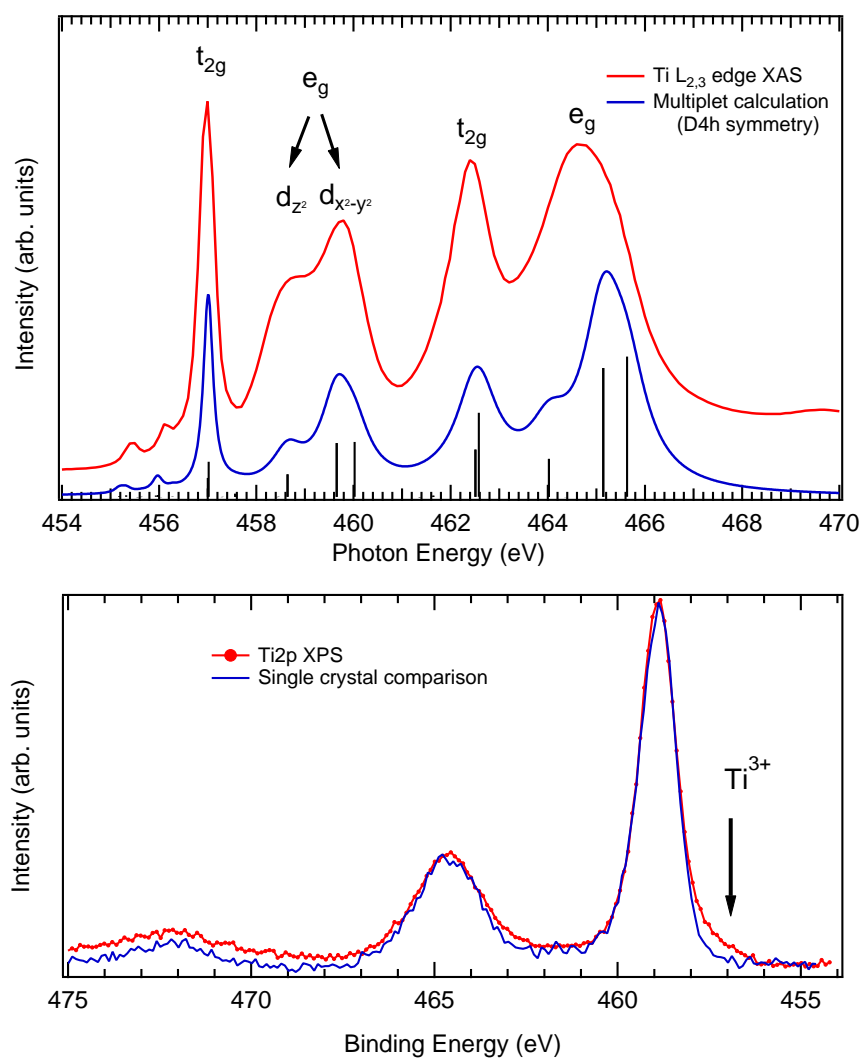 t2g
eg
dz²
dx²-y²
t2g
eg
Ti L2,3 edge XAS
Multiplet calculation
(D4h symmetry)
Intensity (arb. units)
454 456 458 460 462 464 466 468 470
Photon Energy (eV)
Ti2p XPS
Single crystal comparison
Ti3+
Intensity (arb. units)
475 470 465 460 455
Binding Energy (eV)